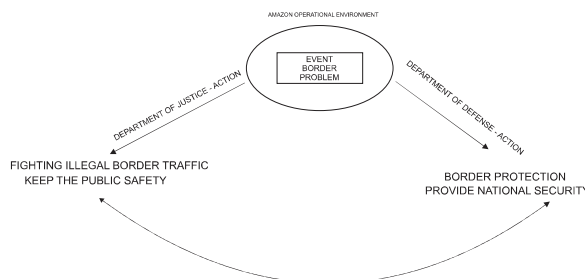 AMAZON OPERATIONAL ENVIRONMENT
EVENT
BORDER
PROBLEM
DEPARTMENT OF JUSTICE - ACTION
DEPARTMENT OF DEFENSE - ACTION
FIGHTING ILLEGAL BORDER TRAFFIC
KEEP THE PUBLIC SAFETY
BORDER PROTECTION
PROVIDE NATIONAL SECURITY